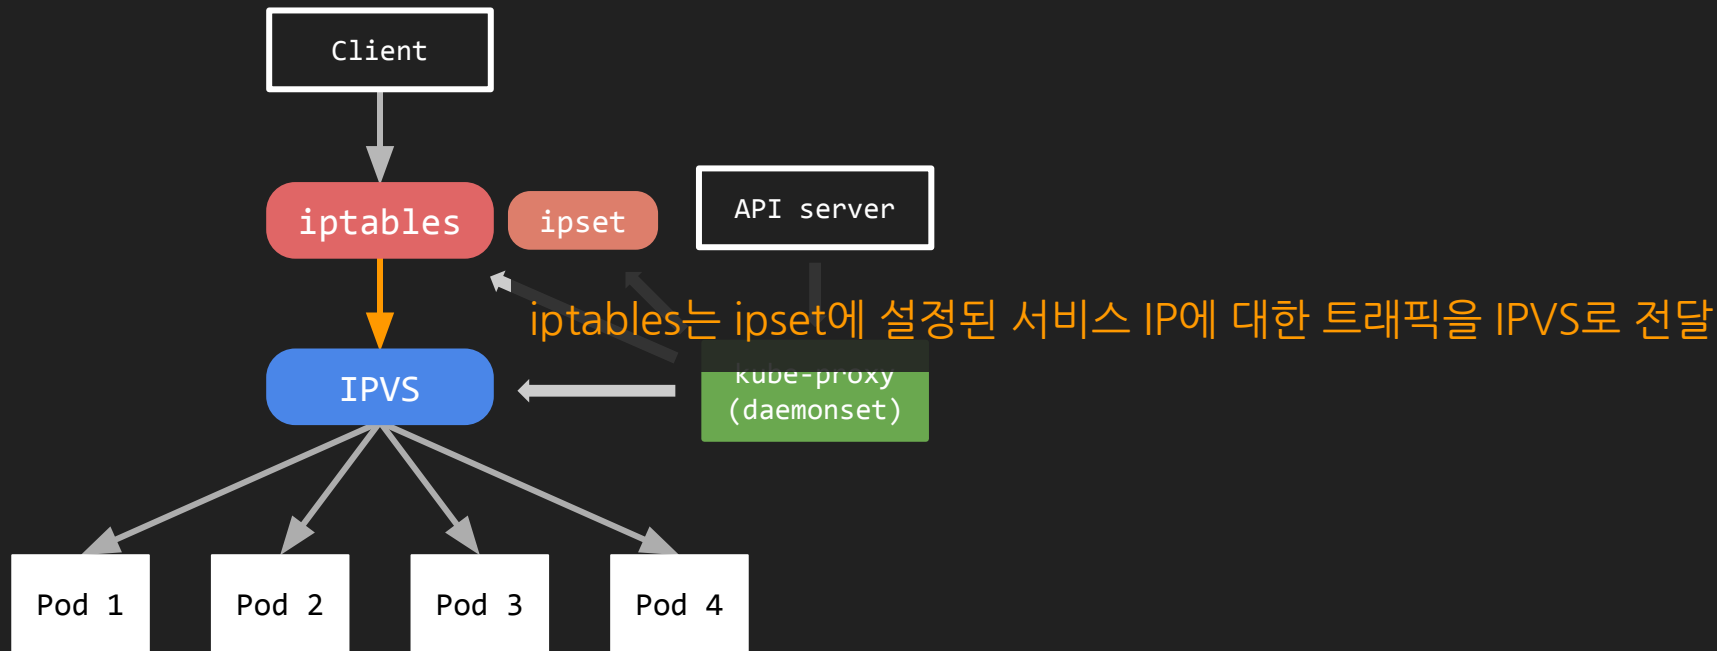 Client
iptables
ipset
API server
iptables는 ipset에 설정된 서비스 IP에 대한 트래픽을 IPVS로 전달
IPVS
kube-proxy
(daemonset)
Pod 1
Pod 2
Pod 3
Pod 4